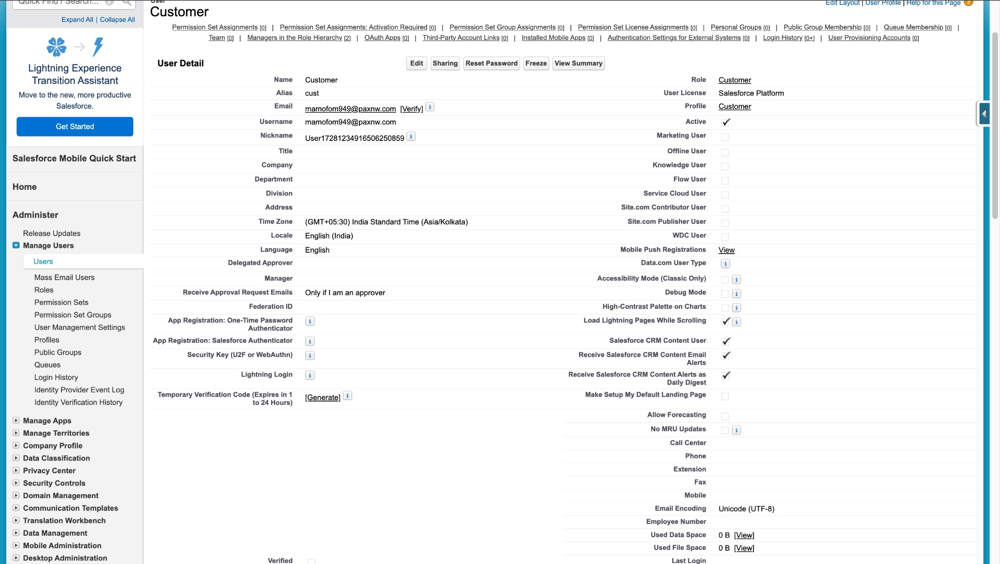 Quick Find / Search...
Expand All | Collapse All
Lightning Experience
Transition Assistant
Move to the new, more productive
Salesforce.
Get Started
Salesforce Mobile Quick Start
Home
Administer
Release Updates
Manage Users
Users
Mass Email Users
Roles
Permission Sets
Permission Set Groups
User Management Settings
Profiles
Public Groups
Queues
Login History
Identity Provider Event Log
Identity Verification History
Manage Apps
Manage Territories
Company Profile
Data Classification
Privacy Center
Security Controls
Domain Management
Communication Templates
Translation Workbench
Data Management
Mobile Administration
Desktop Administration
User
Customer
Edit Layout | User Profile | Help for this Page
Permission Set Assignments [0] | Permission Set Assignments: Activation Required [0] | Permission Set Group Assignments [0] | Permission Set License Assignments [0] | Personal Groups [0] | Public Group Membership [0] | Queue Membership [0] |
Team [0] | Managers in the Role Hierarchy [2] | OAuth Apps [0] | Third-Party Account Links [0] | Installed Mobile Apps [0] | Authentication Settings for External Systems [0] | Login History [0+] | User Provisioning Accounts [0]
User Detail
Edit Sharing Reset Password Freeze View Summary
Name Customer
Alias cust
Email mamofom949@paxnw.com [Verify]
Username mamofom949@paxnw.com
Nickname User17281234916506250859
Title
Company
Department
Division
Address
Time Zone (GMT+05:30) India Standard Time (Asia/Kolkata)
Locale English (India)
Language English
Delegated Approver
Manager
Receive Approval Request Emails Only if I am an approver
Federation ID
App Registration: One-Time Password
Authenticator
App Registration: Salesforce Authenticator
Security Key (U2F or WebAuthn)
Lightning Login
Temporary Verification Code (Expires in 1
to 24 Hours) [Generate]
Verified
Role Customer
User License Salesforce Platform
Profile Customer
Active
Marketing User
Offline User
Knowledge User
Flow User
Service Cloud User
Site.com Contributor User
Site.com Publisher User
WDC User
Mobile Push Registrations View
Data.com User Type
Accessibility Mode (Classic Only)
Debug Mode
High-Contrast Palette on Charts
Load Lightning Pages While Scrolling
Salesforce CRM Content User
Receive Salesforce CRM Content Email
Alerts
Receive Salesforce CRM Content Alerts as
Daily Digest
Make Setup My Default Landing Page
Allow Forecasting
No MRU Updates
Call Center
Phone
Extension
Fax
Mobile
Email Encoding Unicode (UTF-8)
Employee Number
Used Data Space 0 B [View]
Used File Space 0 B [View]
Last Login